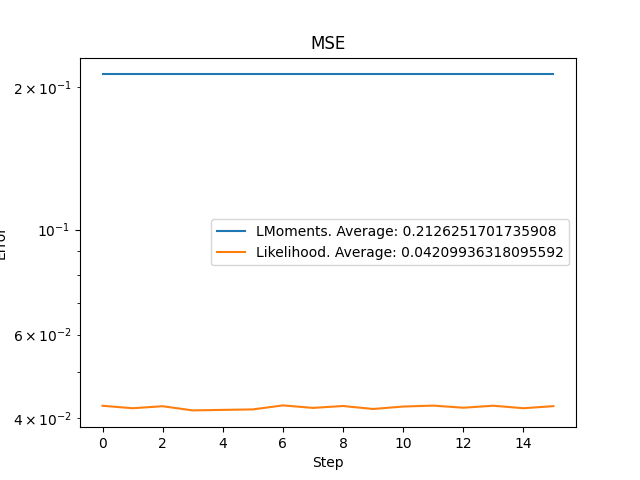 MSE
2 × 10⁻¹
10⁻¹
6 × 10⁻²
4 × 10⁻²
Error
LMoments. Average: 0.2126251701735908
Likelihood. Average: 0.04209936318095592
0 2 4 6 8 10 12 14
Step